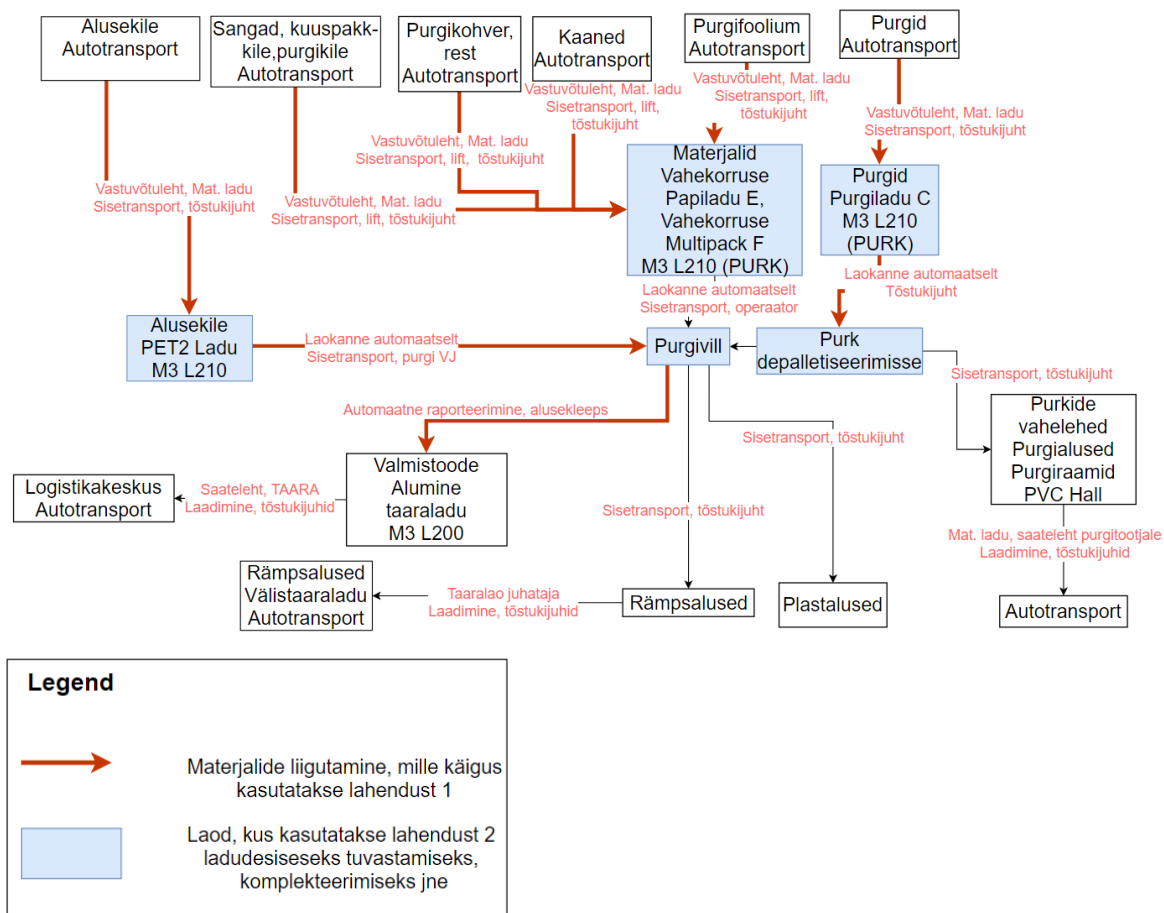 Alusekile
Autotransport
Sangad, kuuspakk-
kile,purgikile
Autotransport
Purgikohver,
rest
Autotransport
Kaaned
Autotransport
Purgifoolium
Autotransport
Purgid
Autotransport
Vastuvõtuleht, Mat. ladu
Sisetransport, lift, tõstukijuht
Vastuvõtuleht, Mat. ladu
Sisetransport, lift,
tõstukijuht
Vastuvõtuleht, Mat. ladu
Sisetransport, tõstukijuht
Vastuvõtuleht, Mat. ladu
Sisetransport, lift, tõstukijuht
Vastuvõtuleht, Mat. ladu
Sisetransport, tõstukijuht
Vastuvõtuleht, Mat. ladu
Sisetransport, lift, tõstukijuht
Materjalid
Vahekorruse
Papiladu E,
Vahekorruse
Multipack F
M3 L210 (PURK)
Purgid
Purgiladu C
M3 L210
(PURK)
Laokanne automaatselt
Tõstukijuht
Laokanne automaatselt
Sisetransport, operaator
Alusekile
PET2 Ladu
M3 L210
Laokanne automaatselt
Sisetransport, purgi VJ
Purgivill
Purk
depalletiseerimisse
Sisetransport, tõstukijuht
Automaatne raporteerimine, alusekleeps
Sisetransport, tõstukijuht
Purkide
vahelehed
Purgialused
Purgiraamid
PVC Hall
Logistikakeskus
Autotransport
Saateleht, TAARA
Laadimine, tõstukijuhid
Valmistoode
Alumine
taaraladu
M3 L200
Sisetransport, tõstukijuht
Mat. ladu, saateleht purgitootjale
Laadimine, tõstukijuhid
Rämpsalused
Välistaaraladu
Autotransport
Taaralao juhataja
Laadimine, tõstukijuhid
Rämpsalused
Plastalused
Autotransport
Legend
Materjalide liigutamine, mille käigus
kasutatakse lahendust 1
Laod, kus kasutatakse lahendust 2
ladudesiseseks tuvastamiseks,
komplekteerimiseks jne